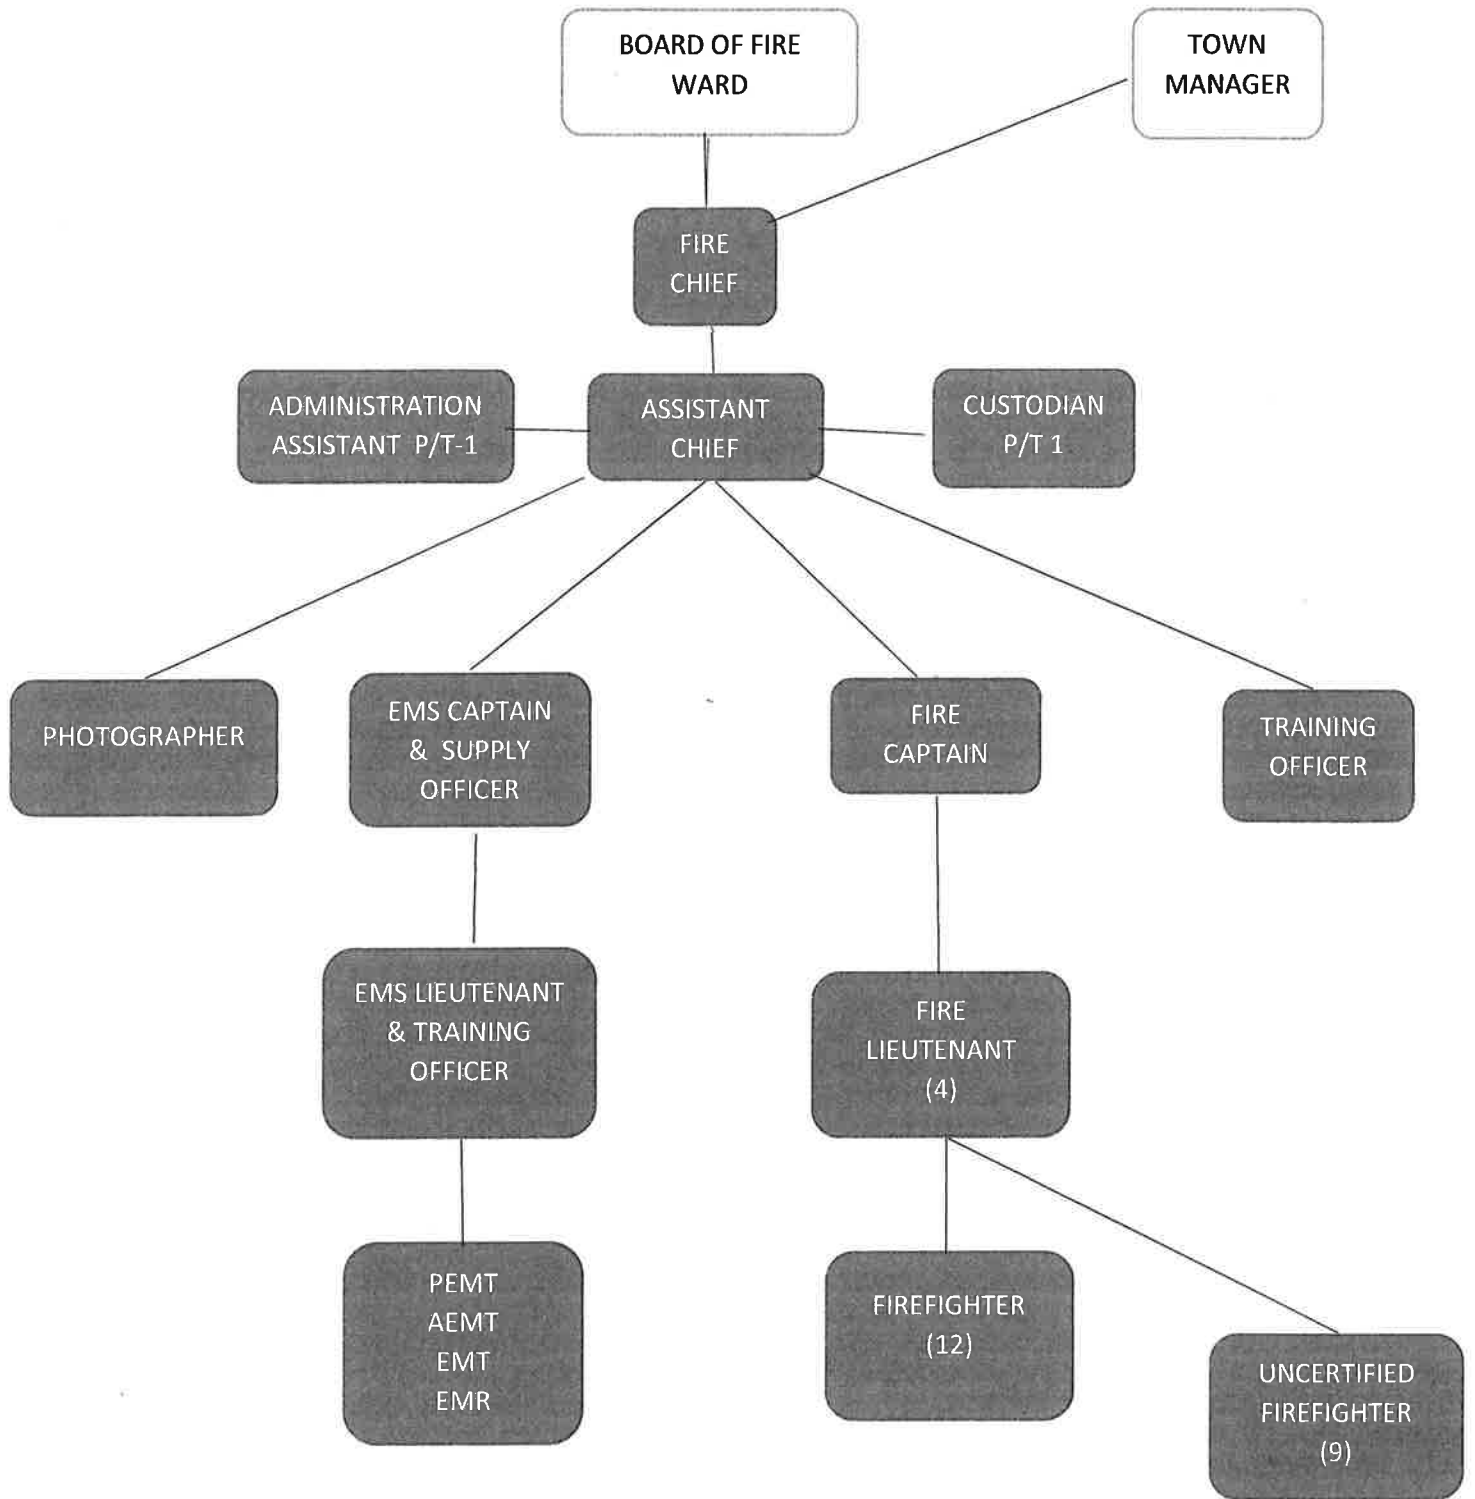 BOARD OF FIRE
WARD
TOWN
MANAGER
FIRE
CHIEF
ADMINISTRATION
ASSISTANT P/T-1
ASSISTANT
CHIEF
CUSTODIAN
P/T 1
PHOTOGRAPHER
EMS CAPTAIN
& SUPPLY
OFFICER
FIRE
CAPTAIN
TRAINING
OFFICER
EMS LIEUTENANT
& TRAINING
OFFICER
FIRE
LIEUTENANT
(4)
PEMT
AEMT
EMT
EMR
FIREFIGHTER
(12)
UNCERTIFIED
FIREFIGHTER
(9)